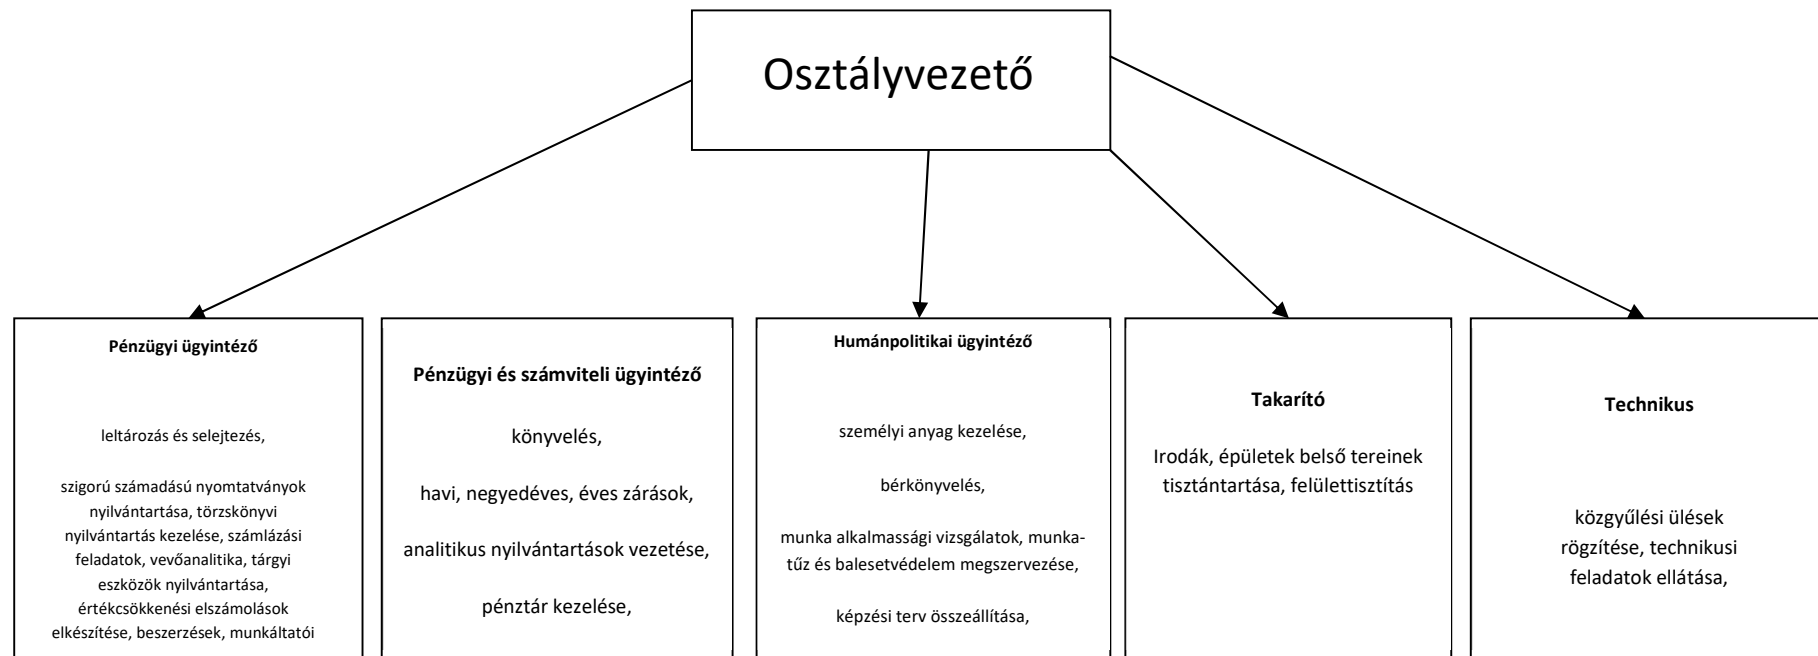 Osztályvezető
Pénzügyi ügyintéző
leltározás és selejtezés,
szigorú számadású nyomtatványok
nyilvántartása, törzskönyvi
nyilvántartás kezelése, számlázási
feladatok, vevőanalitika, tárgyi
eszközök nyilvántartása,
értékcsökkenési elszámolások
elkészítése, beszerzések, munkáltatói
Pénzügyi és számviteli ügyintéző
könyvelés,
havi, negyedéves, éves zárások,
analitikus nyilvántartások vezetése,
pénztár kezelése,
Humánpolitikai ügyintéző
személyi anyag kezelése,
bérkönyvelés,
munka alkalmassági vizsgálatok, munka-
tűz és balesetvédelem megszervezése,
képzési terv összeállítása,
Takarító
Irodák, épületek belső tereinek
tisztántartása, felülettisztítás
Technikus
közgyűlési ülések
rögzítése, technikusi
feladatok ellátása,